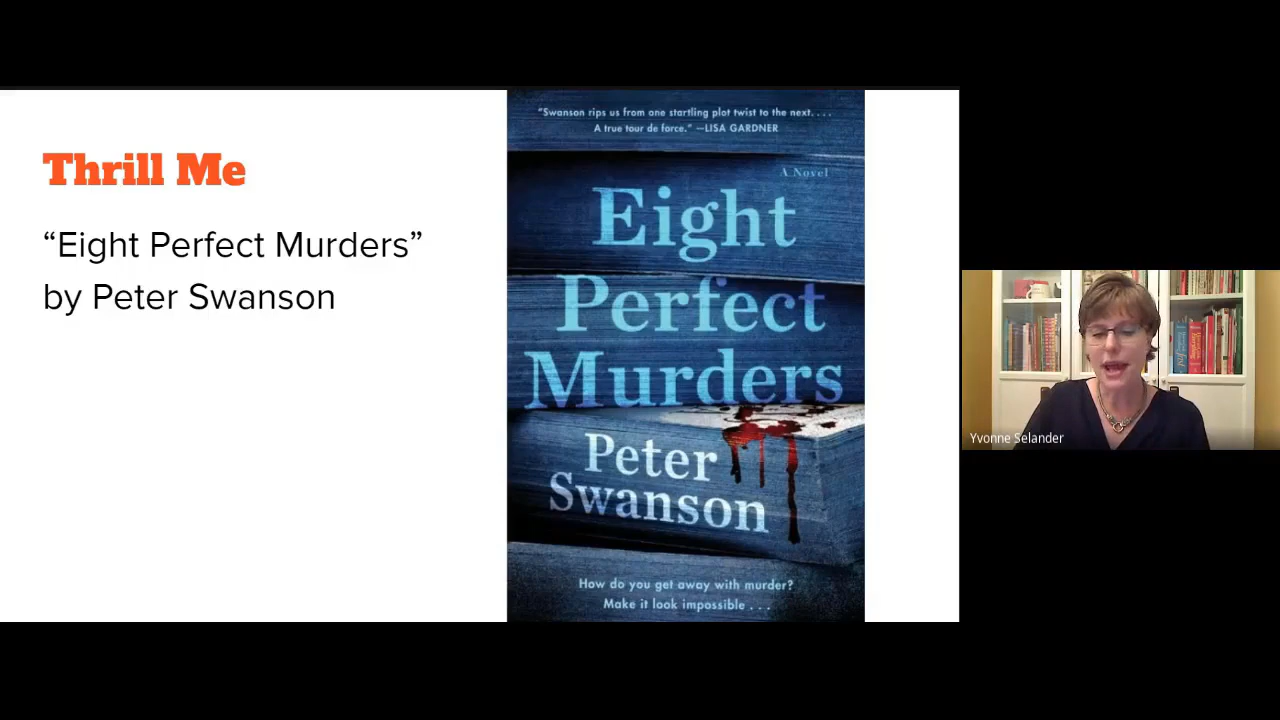 Thrill Me
“Eight Perfect Murders”
by Peter Swanson
“Swanson rips us from one startling plot twist to the next. . . .
A true tour de force.” —LISA GARDNER
A Novel
Eight
Perfect
Murders
Peter
Swanson
How do you get away with murder?
Make it look impossible . . .
Yvonne Selander